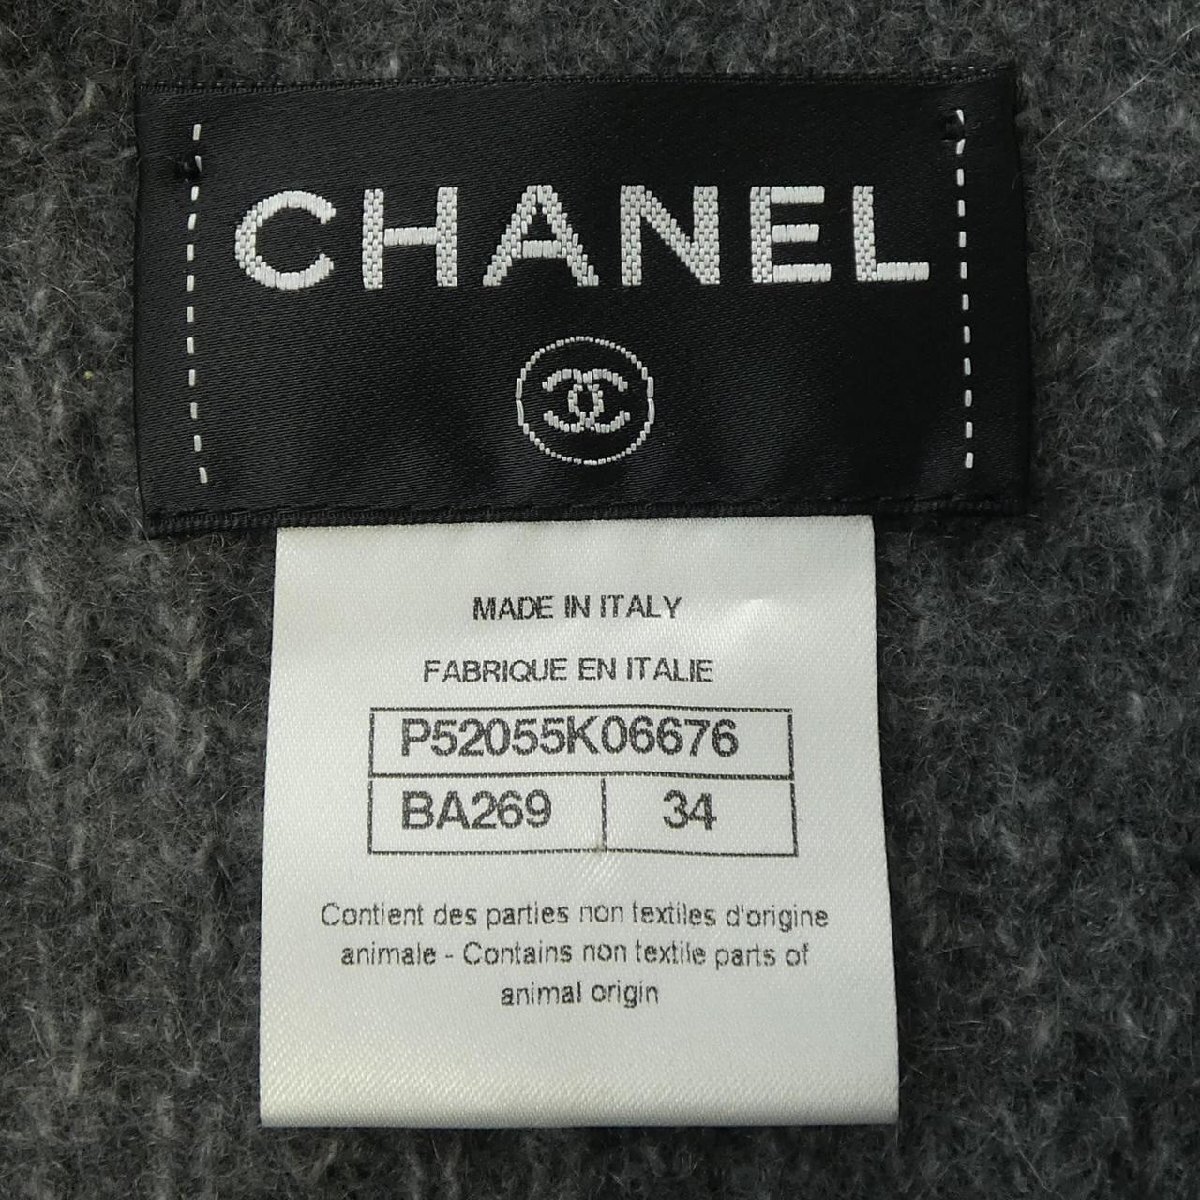 CHANEL
MADE IN ITALY
FABRIQUE EN ITALIE
P52055K06676
BA269 34
Contient des parties non textiles d'origine
animale - Contains non textile parts of
animal origin